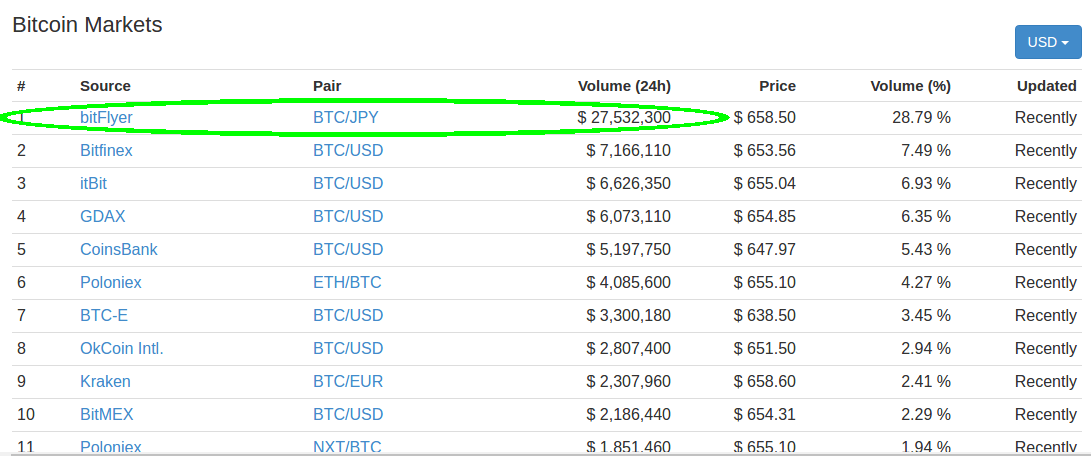 Bitcoin Markets
USD
# Source Pair Volume (24h) Price Volume (%) Updated
1 bitFlyer BTC/JPY $ 27,532,300 $ 658.50 28.79 % Recently
2 Bitfinex BTC/USD $ 7,166,110 $ 653.56 7.49 % Recently
3 itBit BTC/USD $ 6,626,350 $ 655.04 6.93 % Recently
4 GDAX BTC/USD $ 6,073,110 $ 654.85 6.35 % Recently
5 CoinsBank BTC/USD $ 5,197,750 $ 647.97 5.43 % Recently
6 Poloniex ETH/BTC $ 4,085,600 $ 655.10 4.27 % Recently
7 BTC-E BTC/USD $ 3,300,180 $ 638.50 3.45 % Recently
8 OkCoin Intl. BTC/USD $ 2,807,400 $ 651.50 2.94 % Recently
9 Kraken BTC/EUR $ 2,307,960 $ 658.60 2.41 % Recently
10 BitMEX BTC/USD $ 2,186,440 $ 654.31 2.29 % Recently
11 Poloniex NXT/BTC $ 1,851,460 $ 655.10 1.94 % Recently